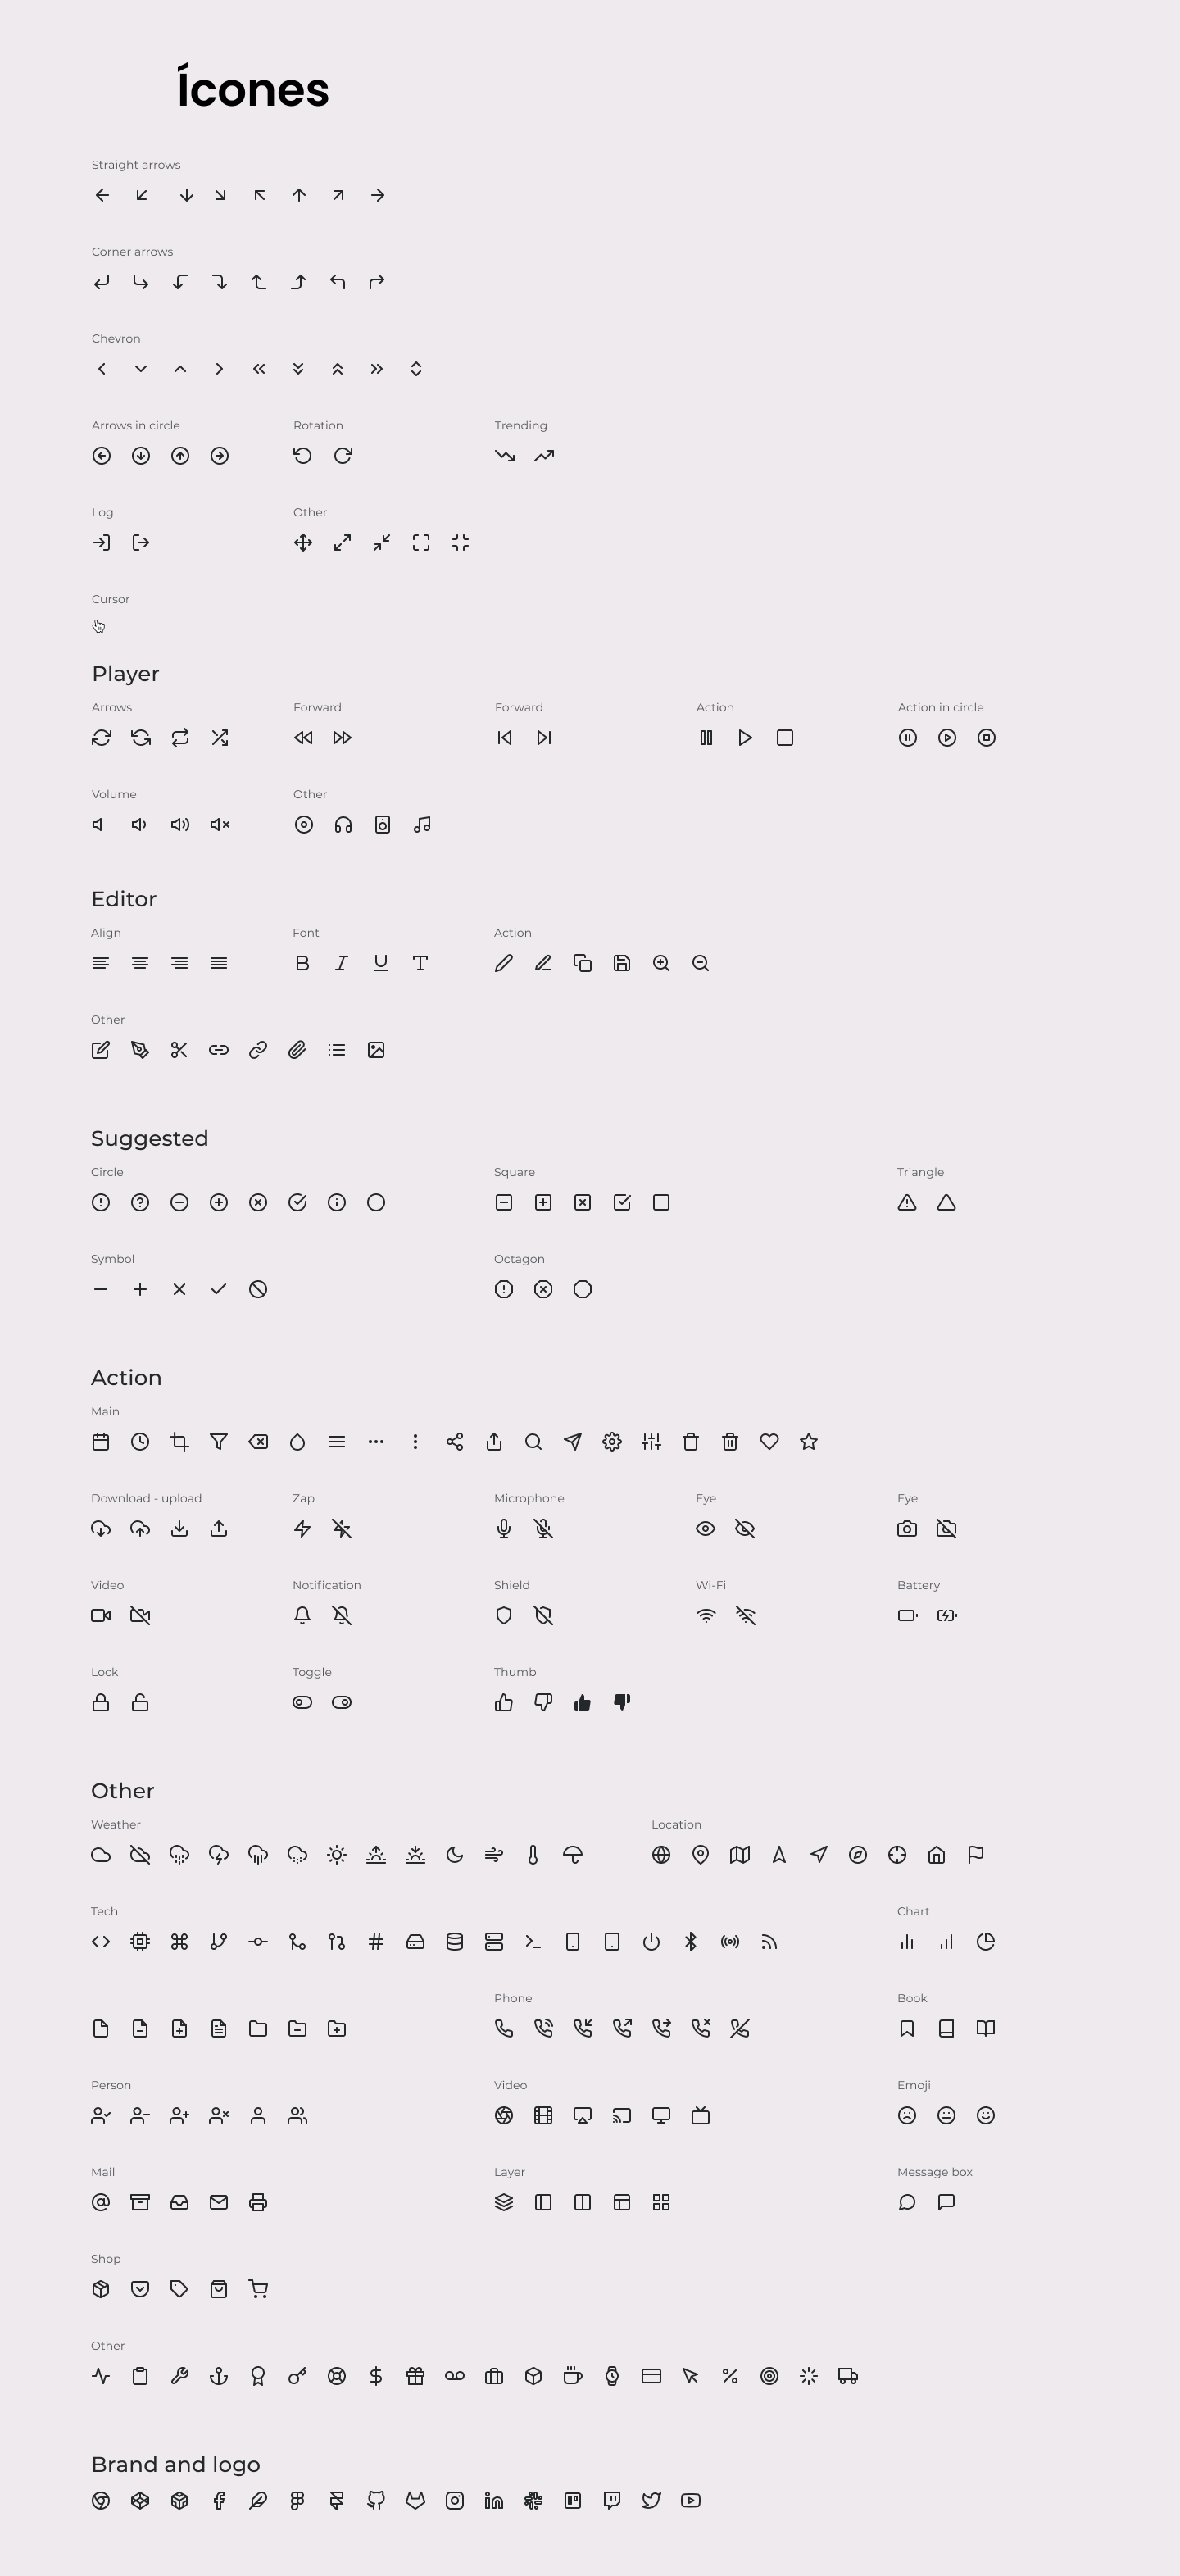 Ícones
Straight arrows
Corner arrows
Chevron
Arrows in circle
Rotation
Trending
Log
Other
Cursor
Player
Arrows
Forward
Forward
Action
Action in circle
Volume
Other
Editor
Align
Font
Action
Other
Suggested
Circle
Square
Triangle
Symbol
Octagon
Action
Main
Download - upload
Zap
Microphone
Eye
Eye
Video
Notification
Shield
Wi-Fi
Battery
Lock
Toggle
Thumb
Other
Weather
Location
Tech
Chart
Phone
Book
Person
Video
Emoji
Mail
Layer
Message box
Shop
Other
Brand and logo